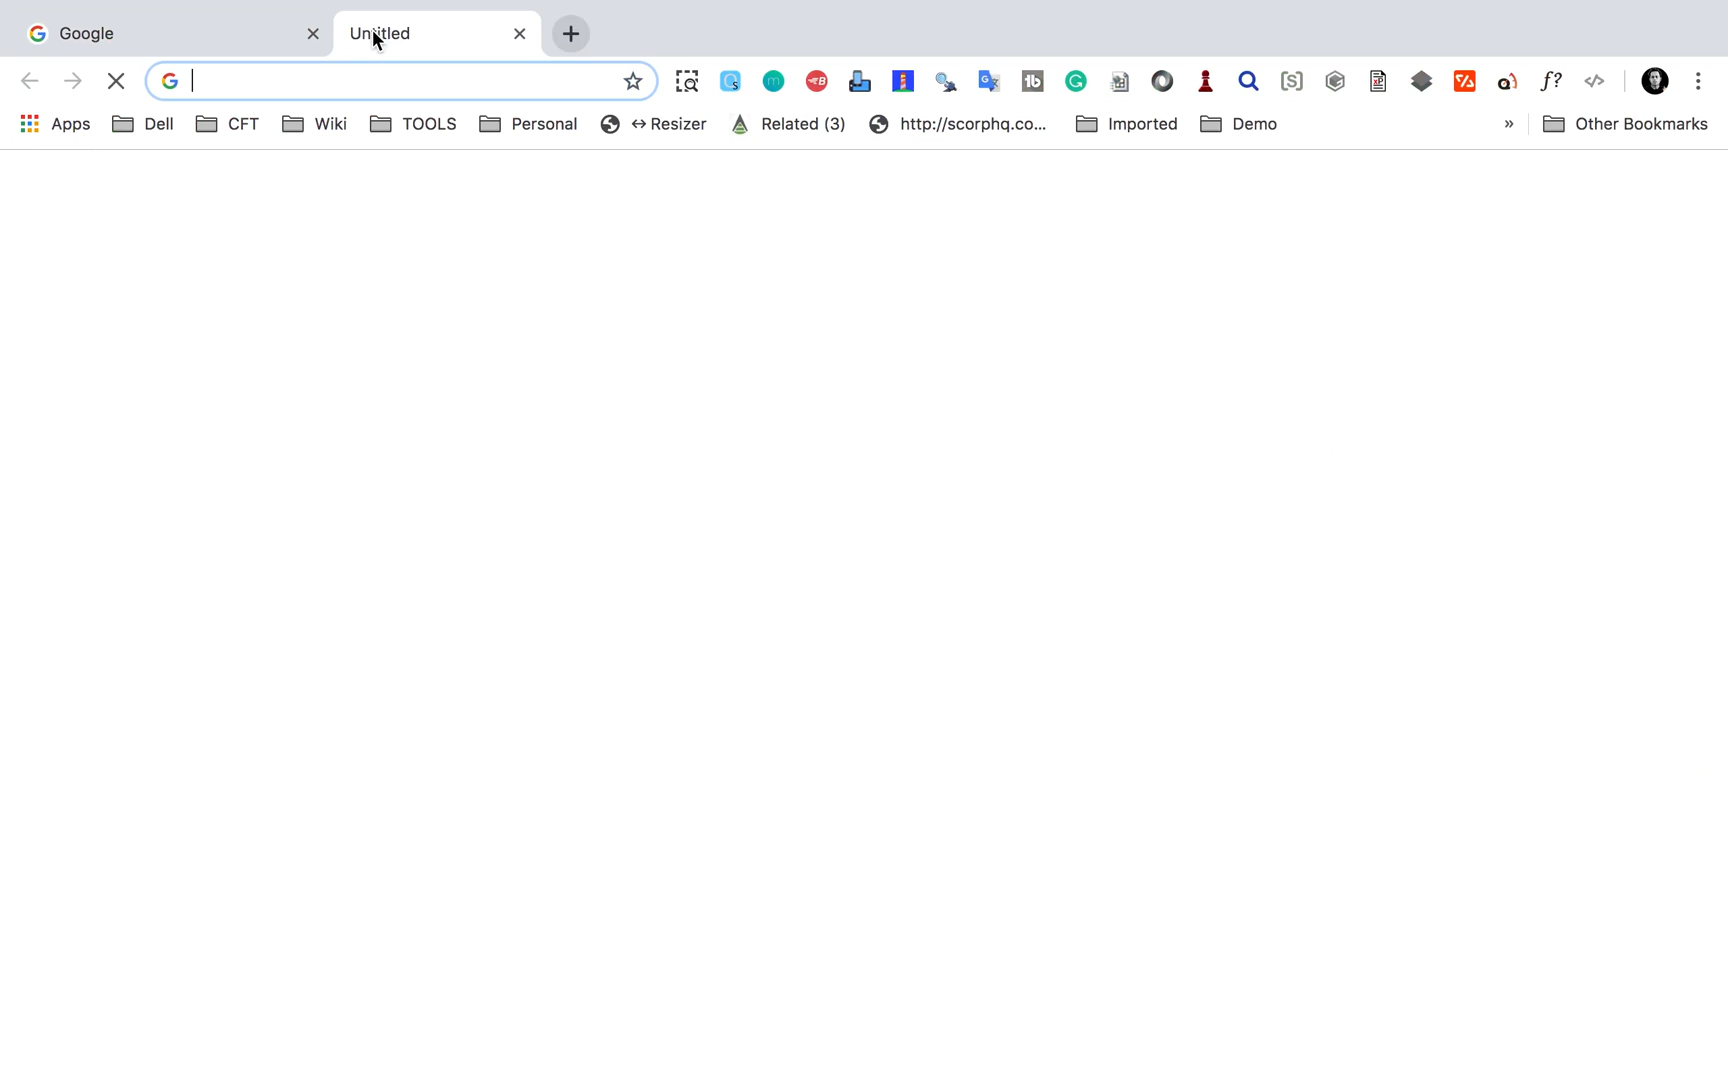 Google
Untitled
Apps Dell CFT Wiki TOOLS Personal ↔ Resizer Related (3) http://scorphq.co... Imported Demo » Other Bookmarks